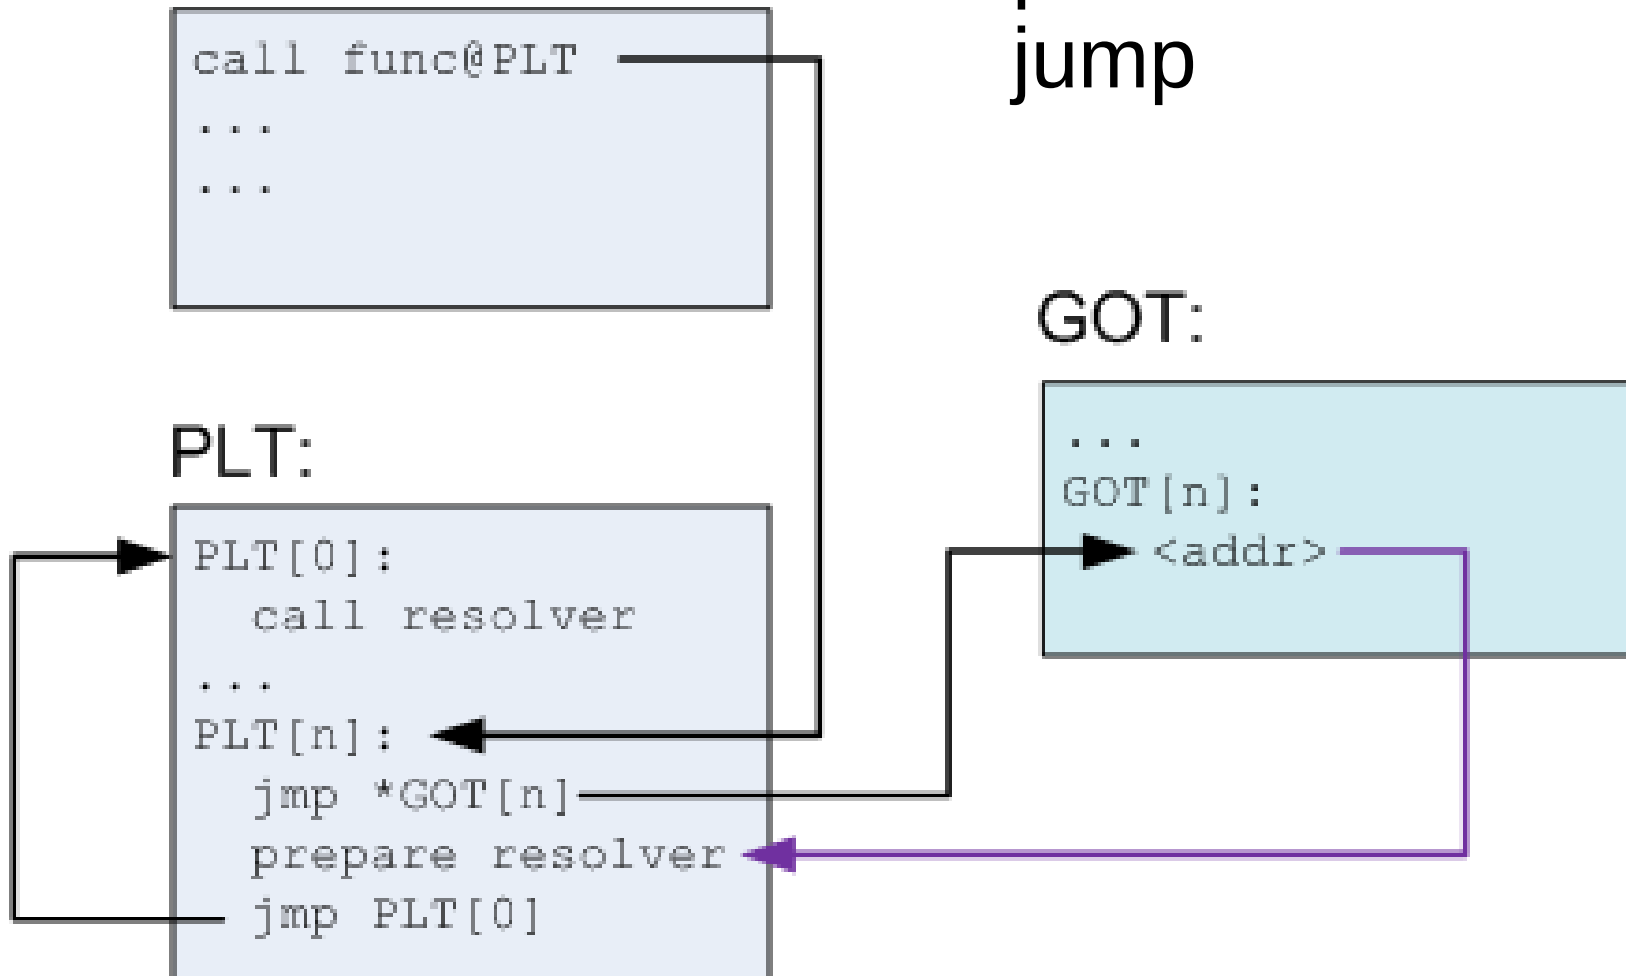 jump
call func@PLT
...
...
GOT:
...
GOT[n]:
<addr>
PLT:
PLT[0]:
call resolver
...
PLT[n]:
jmp *GOT[n]
prepare resolver
jmp PLT[0]